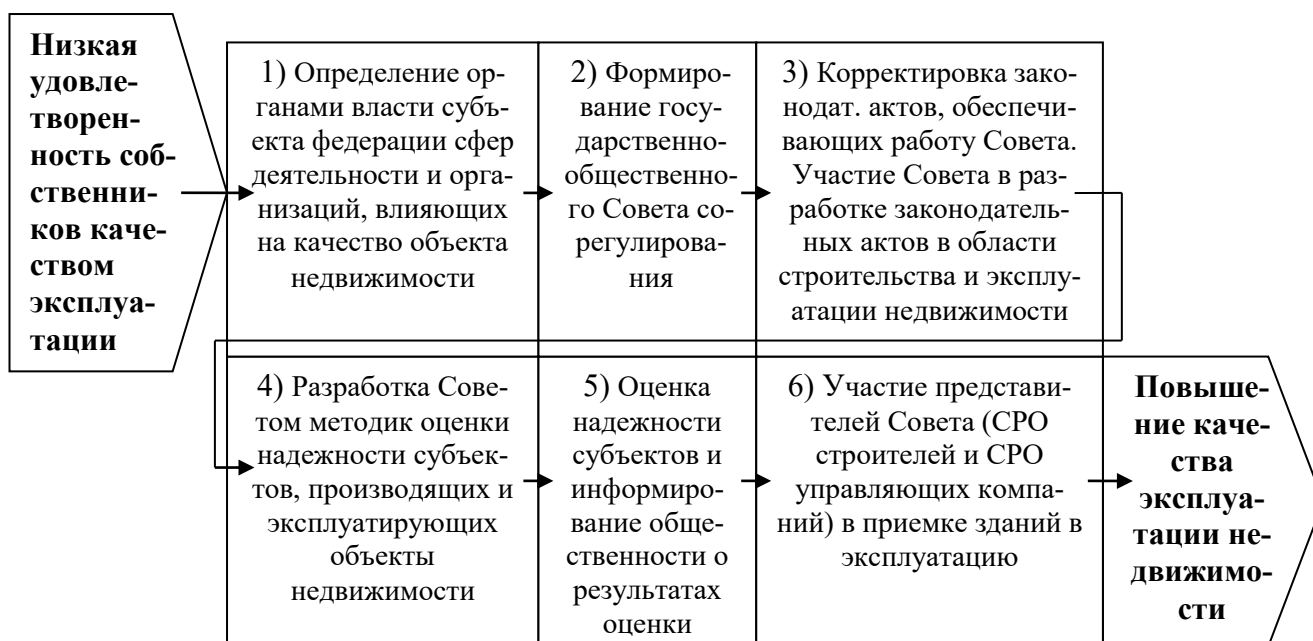 Низкая
удовле-
творен-
ность соб-
ственни-
ков каче-
ством
эксплуа-
тации
1) Определение ор-
ганами власти субъ-
екта федерации сфер
деятельности и орга-
низаций, влияющих
на качество объекта
недвижимости
2) Формиро-
вание госу-
дарственно-
общественно-
го Совета со-
регулирова-
ния
3) Корректировка зако-
нодат. актов, обеспечи-
вающих работу Совета.
Участие Совета в раз-
работке законодатель-
ных актов в области
строительства и эксплу-
атации недвижимости
4) Разработка Сове-
том методик оценки
надежности субъек-
тов, производящих и
эксплуатирующих
объекты
недвижимости
5) Оценка
надежности
субъектов и
информиро-
вание обще-
ственности о
результатах
оценки
6) Участие представи-
телей Совета (СРО
строителей и СРО
управляющих компа-
ний) в приемке зданий в
эксплуатацию
Повыше-
ние каче-
ства
эксплуа-
тации не-
движимо-
сти